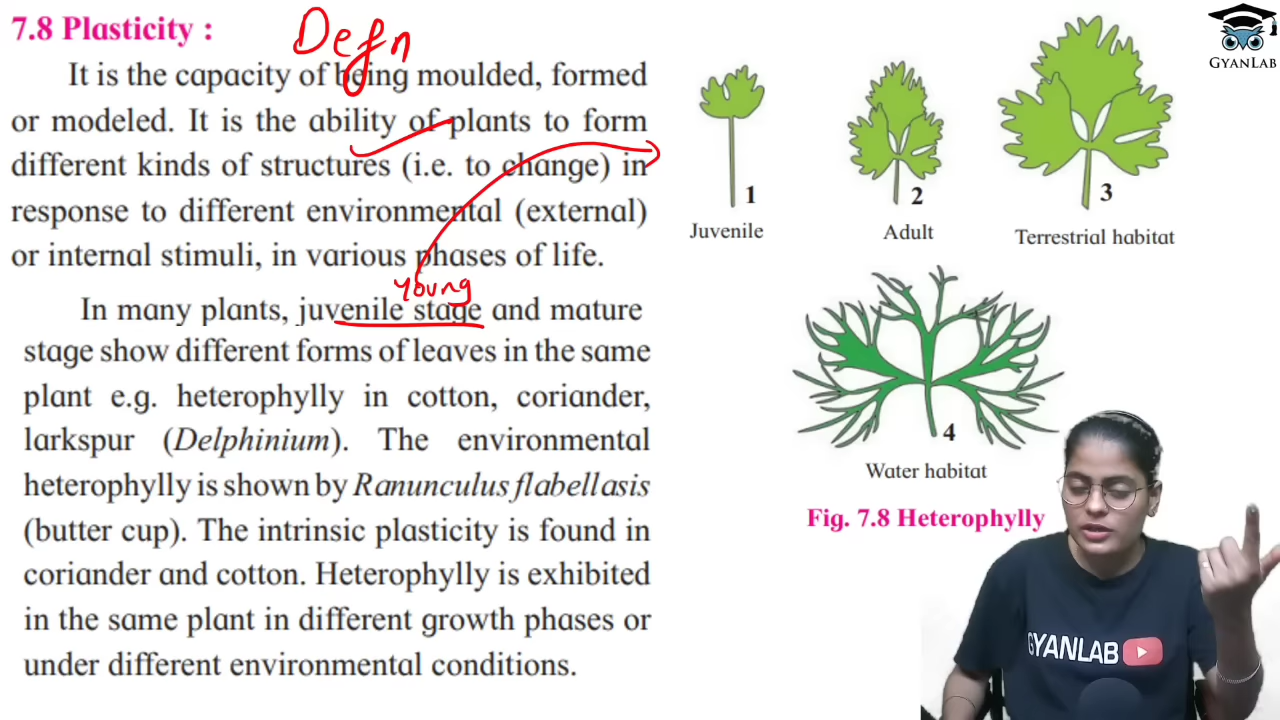 7.8 Plasticity :
Defn
It is the capacity of being moulded, formed
or modeled. It is the ability of plants to form
different kinds of structures (i.e. to change) in
response to different environmental (external)
or internal stimuli, in various phases of life.
young
In many plants, juvenile stage and mature
stage show different forms of leaves in the same
plant e.g. heterophylly in cotton, coriander,
larkspur (Delphinium). The environmental
heterophylly is shown by Ranunculus flabellasis
(butter cup). The intrinsic plasticity is found in
coriander and cotton. Heterophylly is exhibited
in the same plant in different growth phases or
under different environmental conditions.
1
Juvenile
2
Adult
3
Terrestrial habitat
4
Water habitat
Fig. 7.8 Heterophylly
GYANLAB
GYANLAB